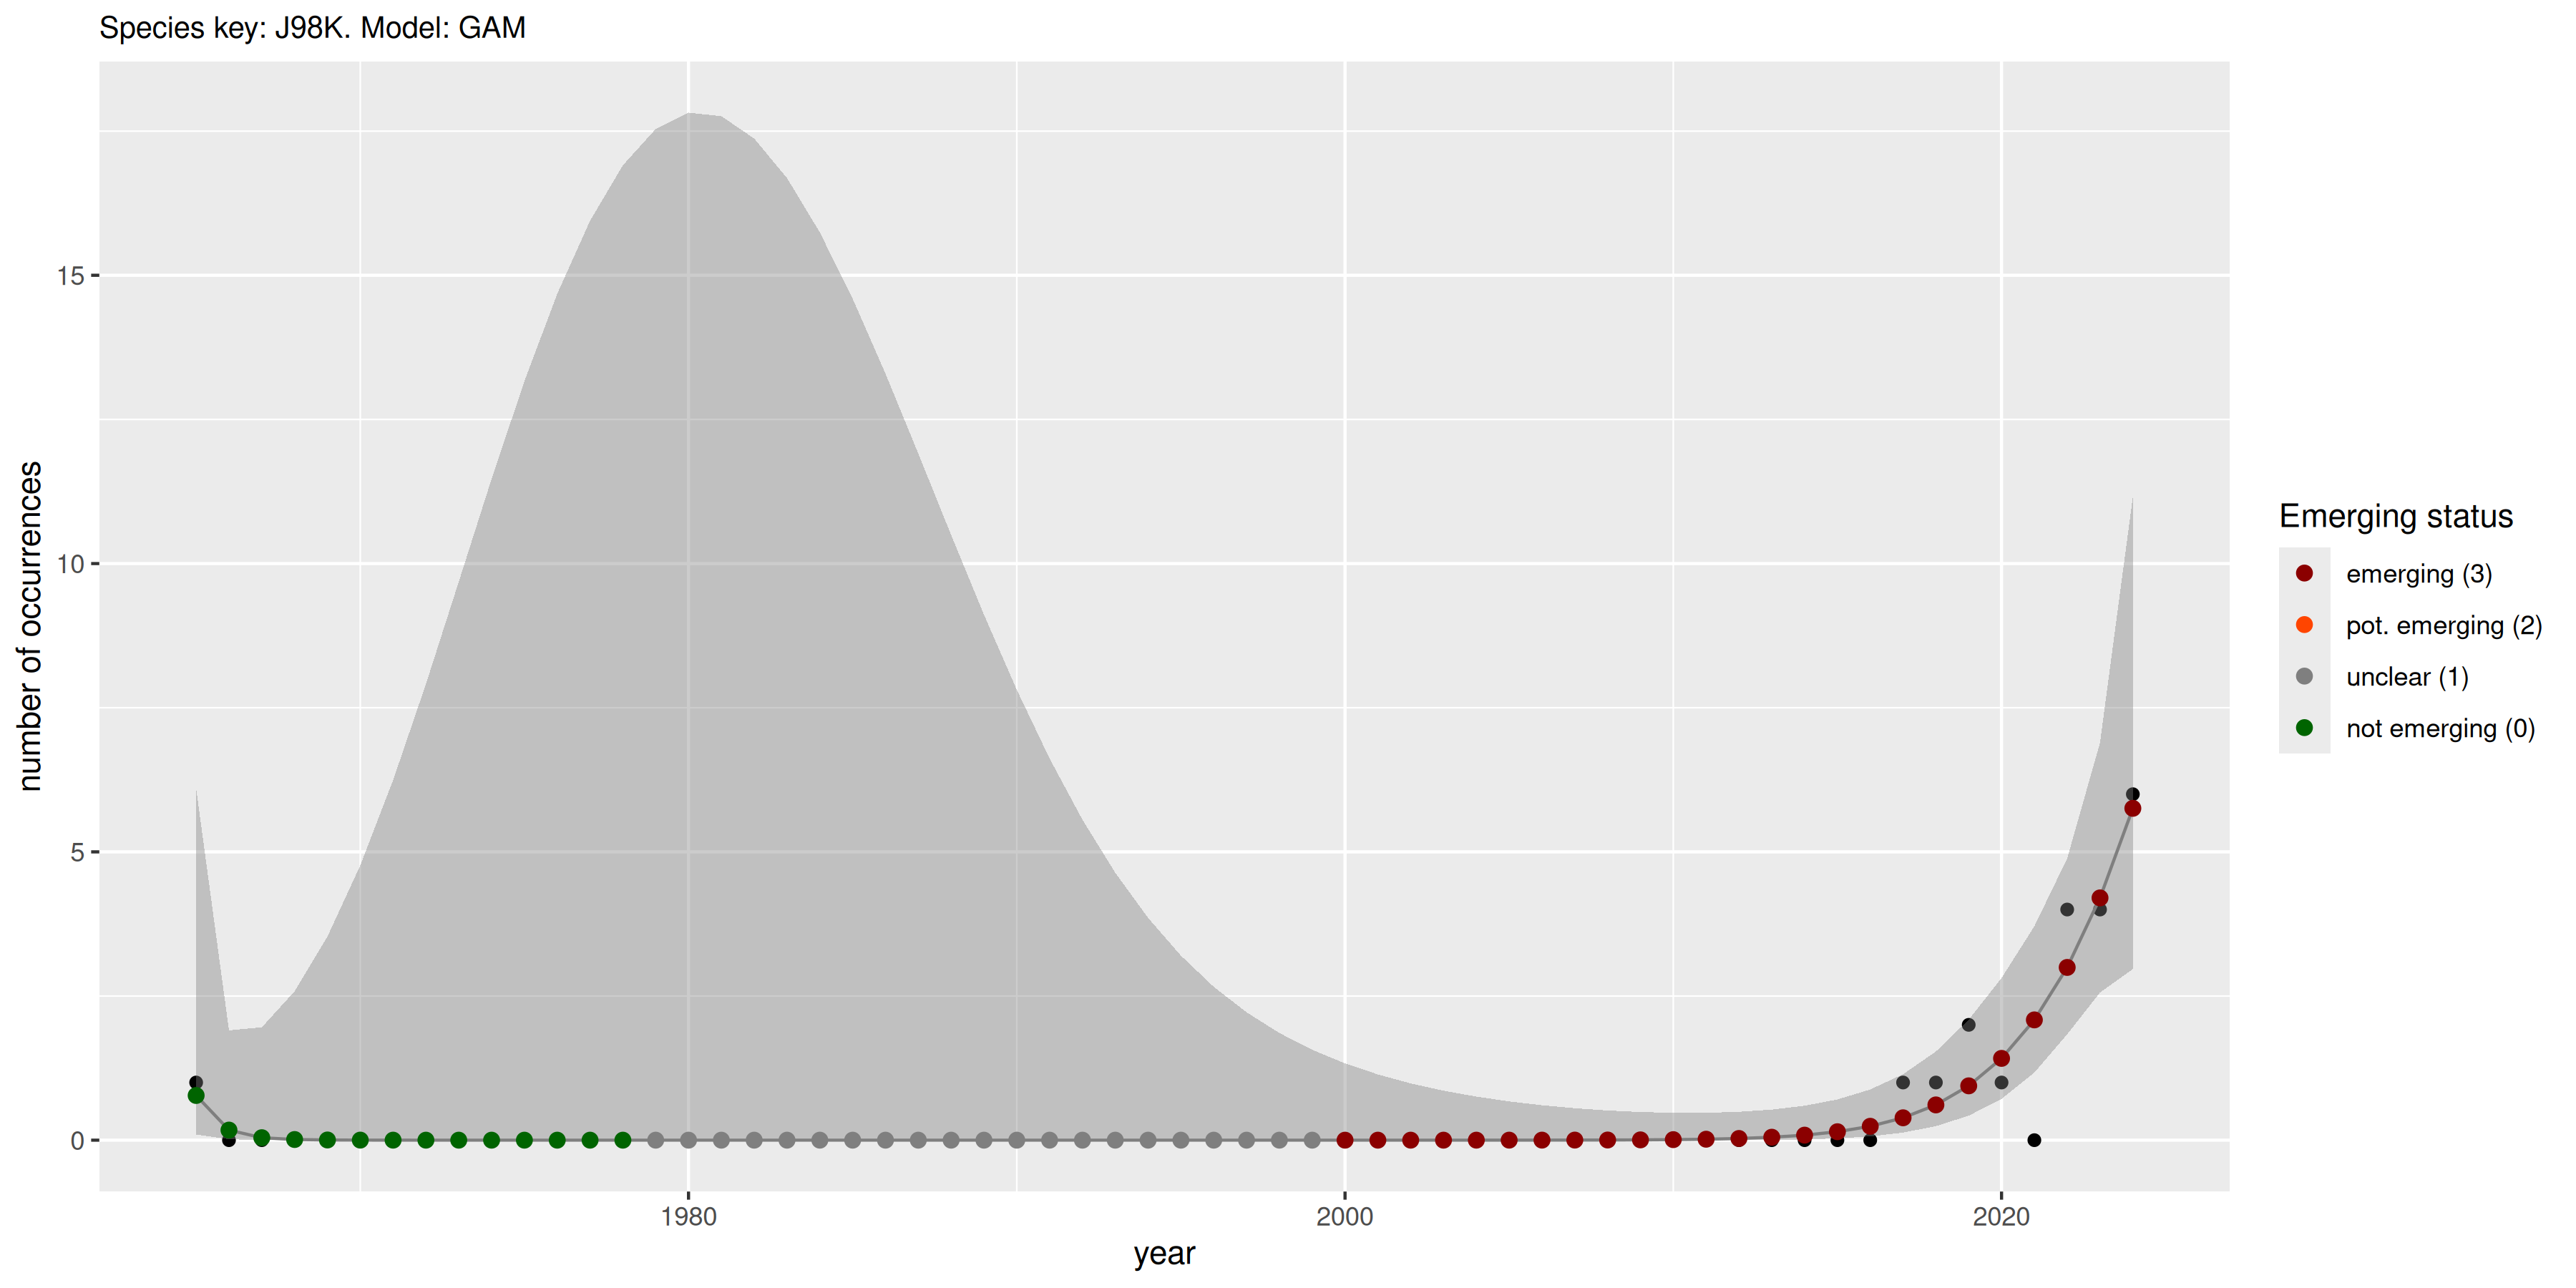 Species key: J98K. Model: GAM
number of occurrences
15
10
5
0
1980
2000
2020
year
Emerging status
emerging (3)
pot. emerging (2)
unclear (1)
not emerging (0)